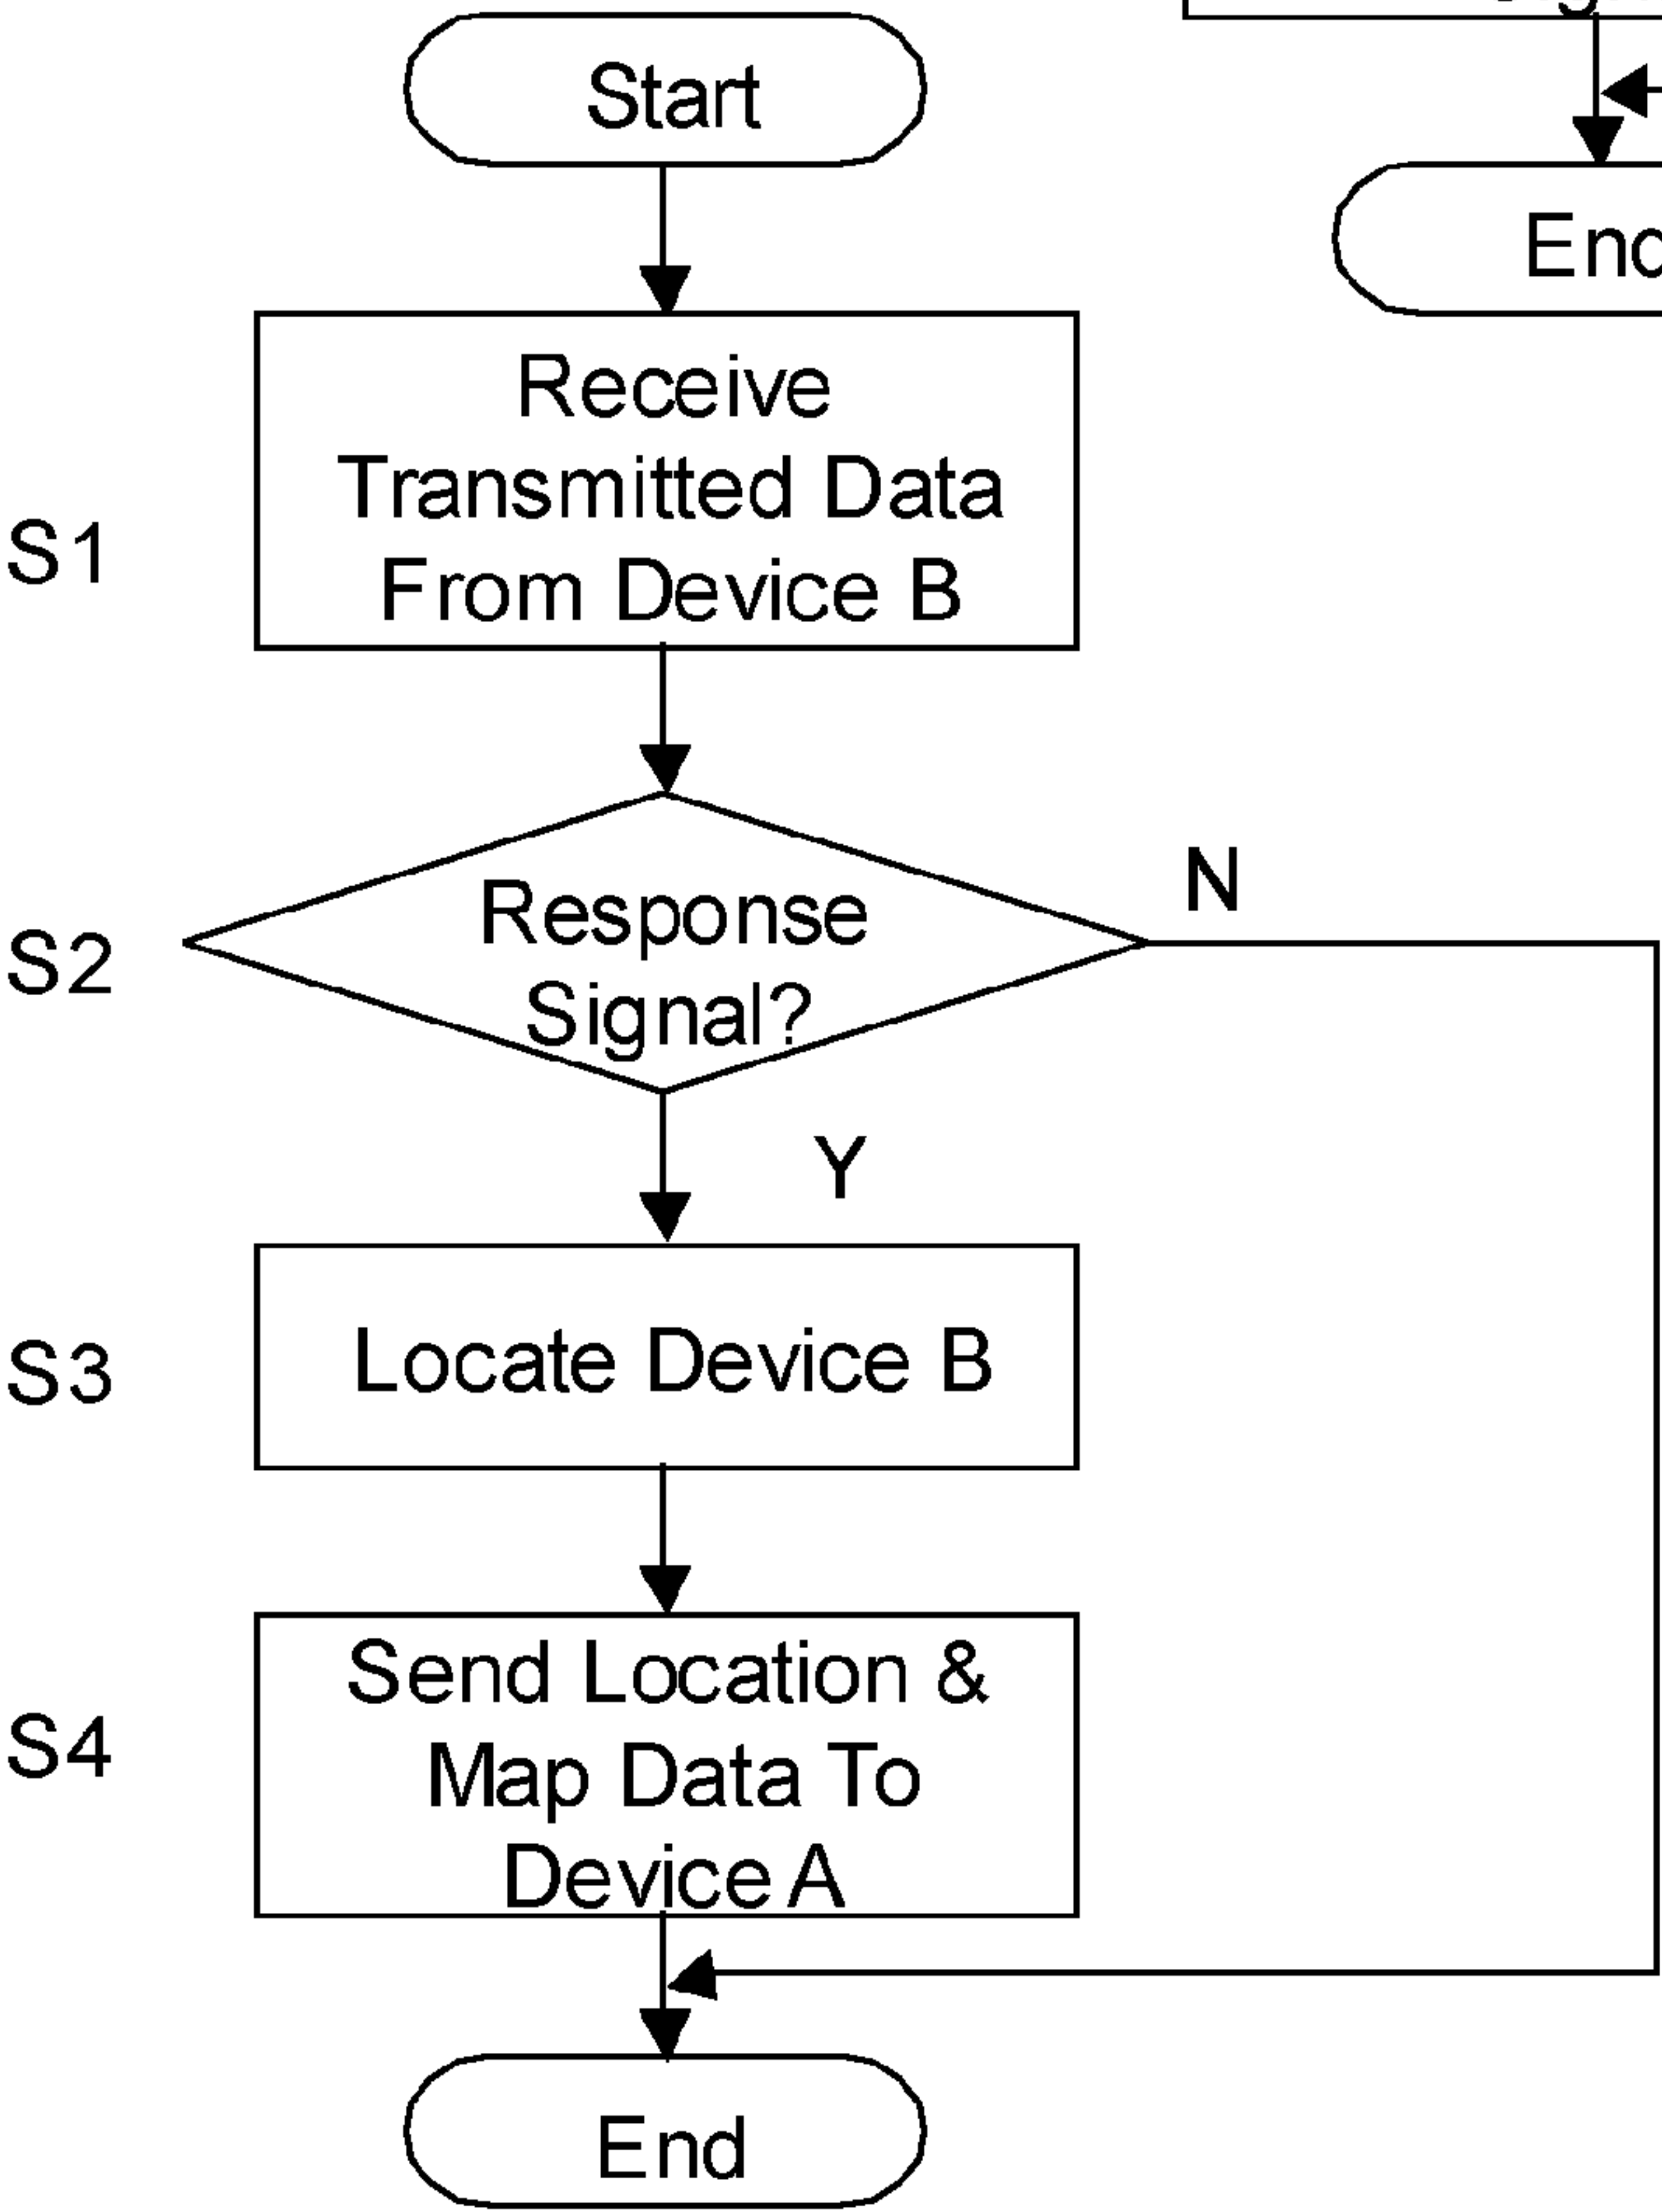 Start
S1
Receive
Transmitted Data
From Device B
S2
Response
Signal?
N
Y
S3
Locate Device B
S4
Send Location &
Map Data To
Device A
End
End